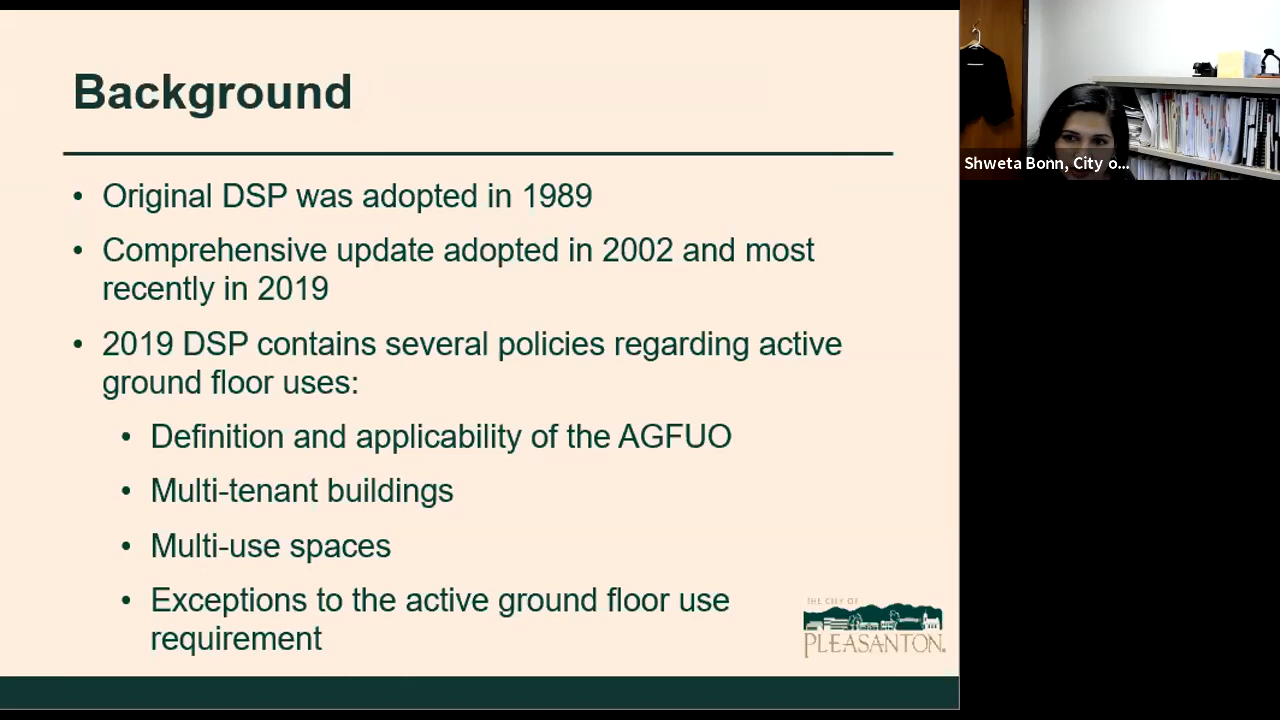 Background
• Original DSP was adopted in 1989
• Comprehensive update adopted in 2002 and most
recently in 2019
• 2019 DSP contains several policies regarding active
ground floor uses:
• Definition and applicability of the AGFUO
• Multi-tenant buildings
• Multi-use spaces
• Exceptions to the active ground floor use
requirement
THE CITY OF
PLEASANTON.
Shweta Bonn, City o...